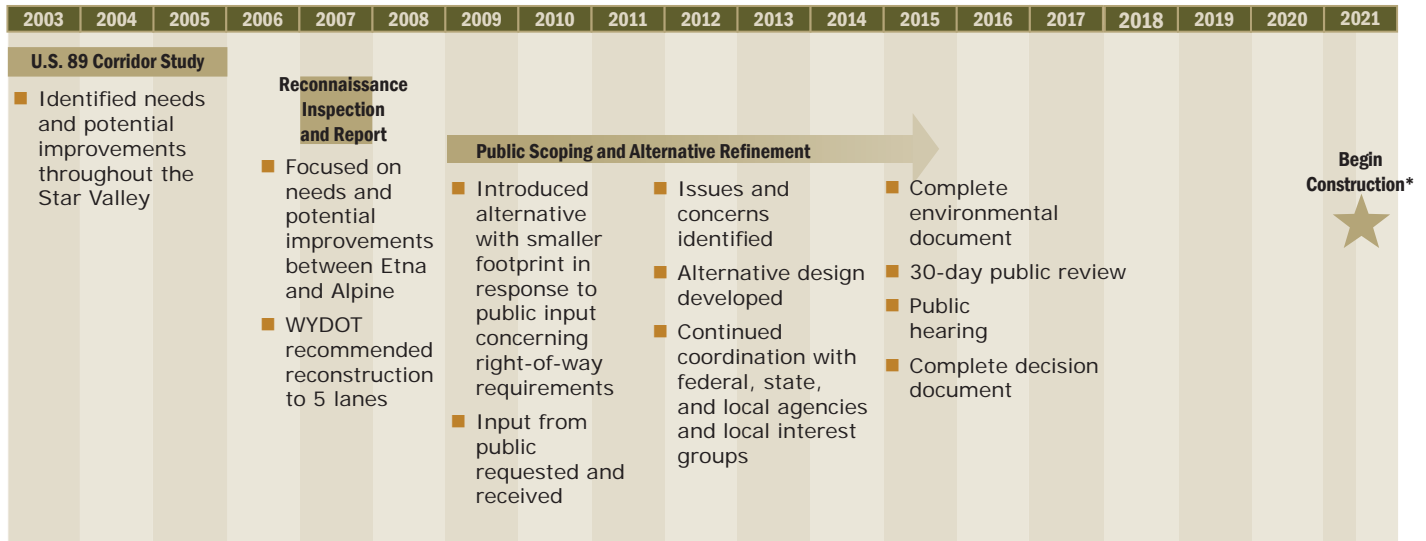 2003 2004 2005 2006 2007 2008 2009 2010 2011 2012 2013 2014 2015 2016 2017 2018 2019 2020 2021
U.S. 89 Corridor Study
Identified needs
and potential
improvements
throughout the
Star Valley
Reconnaissance
Inspection
and Report
Focused on
needs and
potential
improvements
between Etna
and Alpine
WYDOT
recommended
reconstruction
to 5 lanes
Public Scoping and Alternative Refinement
Introduced
alternative
with smaller
footprint in
response to
public input
concerning
right-of-way
requirements
Input from
public
requested and
received
Issues and
concerns
identified
Alternative design
developed
Continued
coordination with
federal, state,
and local agencies
and local interest
groups
Complete
environmental
document
30-day public review
Public
hearing
Complete decision
document
Begin
Construction*